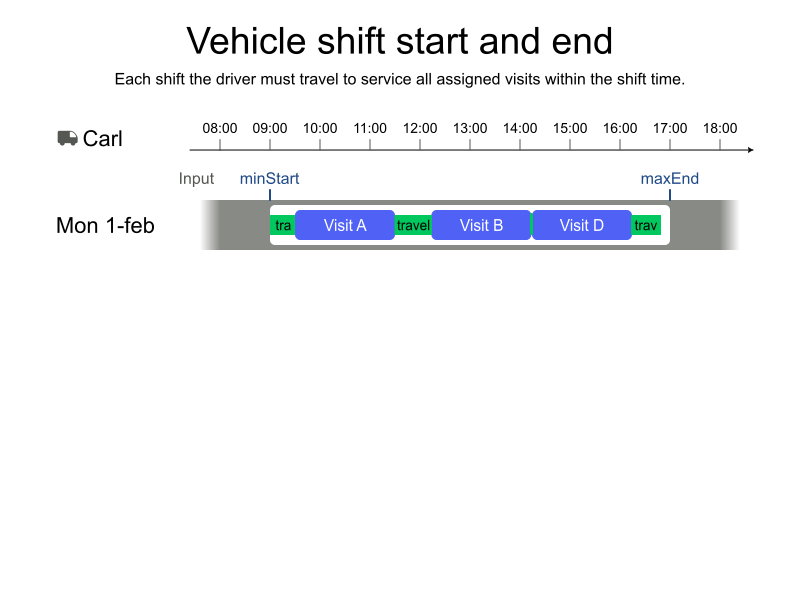 Vehicle shift start and end
Each shift the driver must travel to service all assigned visits within the shift time.
Carl
08:00 09:00 10:00 11:00 12:00 13:00 14:00 15:00 16:00 17:00 18:00
Input minStart maxEnd
Mon 1-feb tra Visit A travel Visit B Visit D trav